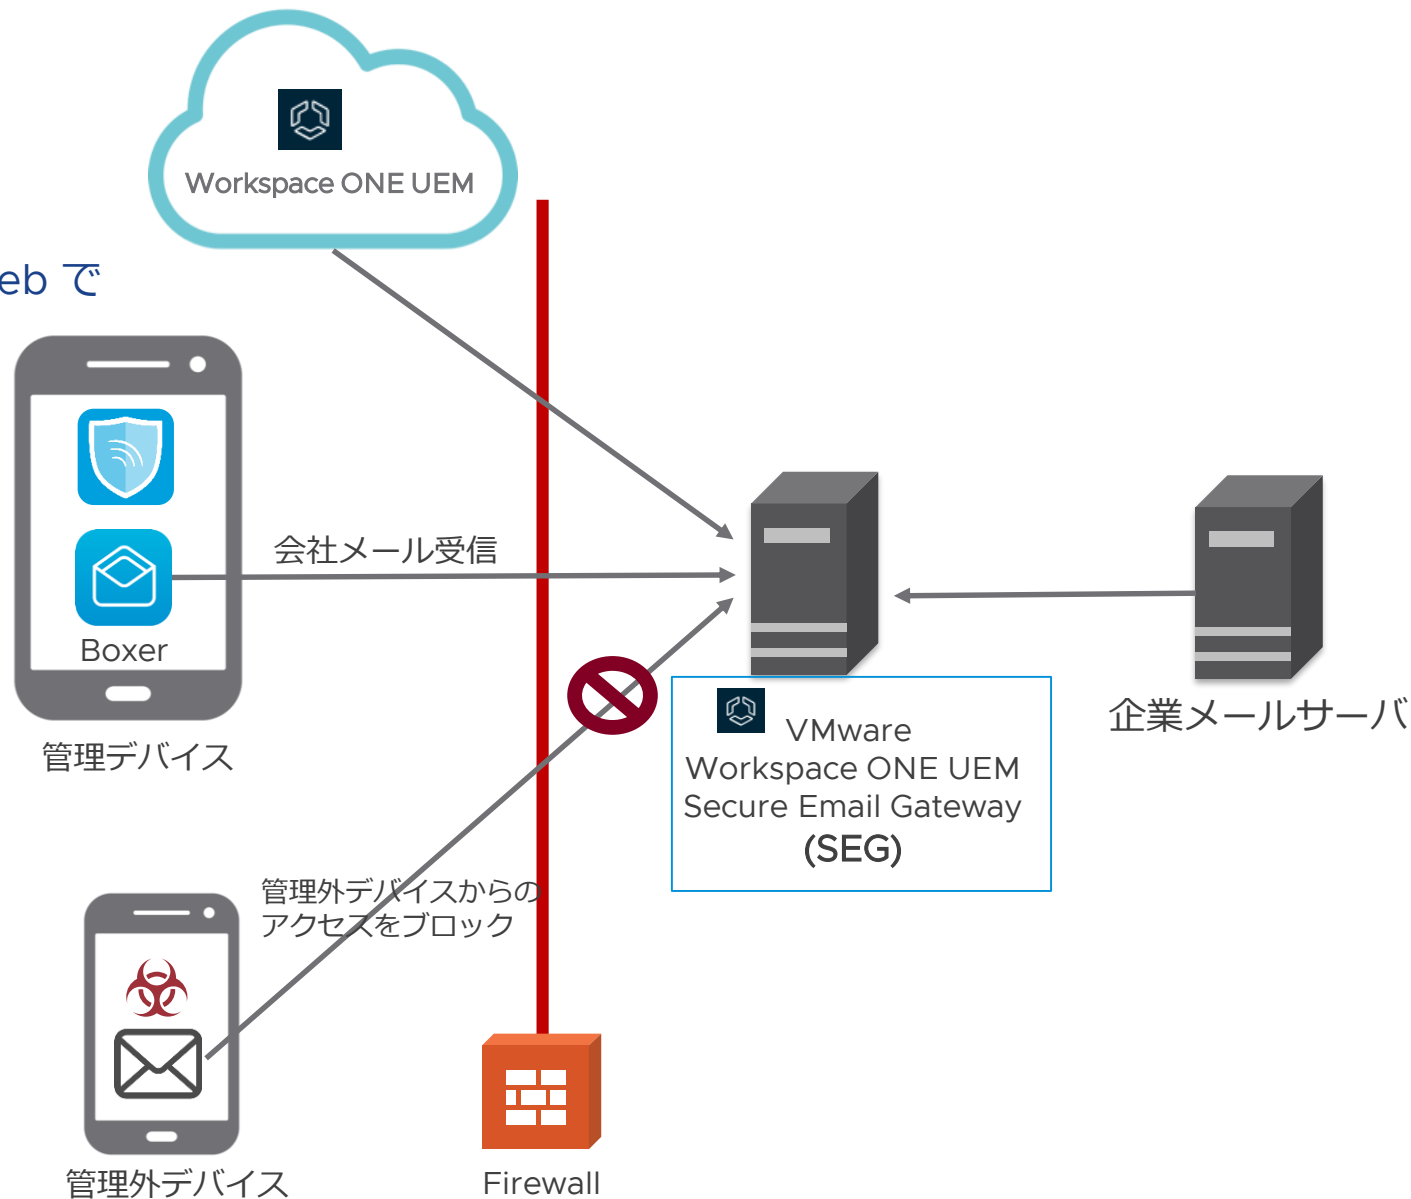 Workspace ONE UEM
eb で
会社メール受信
Boxer
管理デバイス
VMware
Workspace ONE UEM
Secure Email Gateway
(SEG)
企業メールサーバ
管理外デバイスからの
アクセスをブロック
管理外デバイス
Firewall